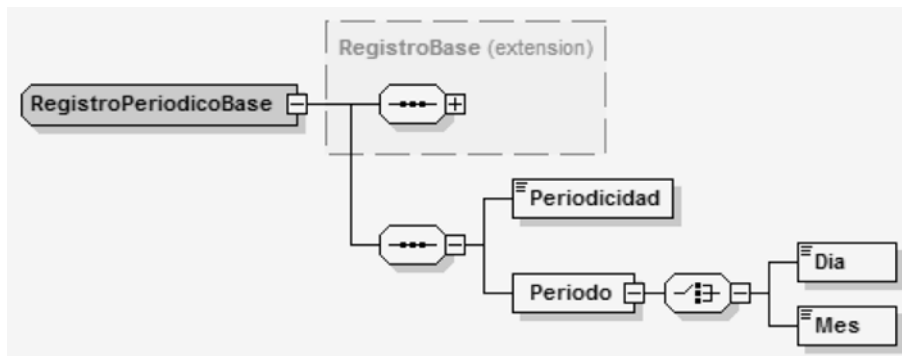 RegistroBase (extension)
RegistroPeriodicoBase
Periodicidad
Periodo
Dia
Mes